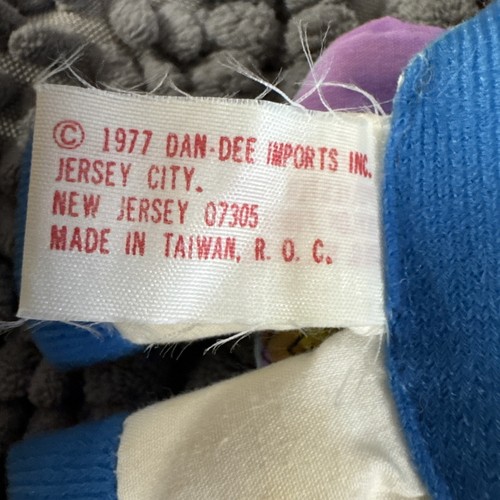 © 1977 DAN-DEE IMPORTS INC.
JERSEY CITY.
NEW JERSEY 07305
MADE IN TAIWAN, R. O. C.